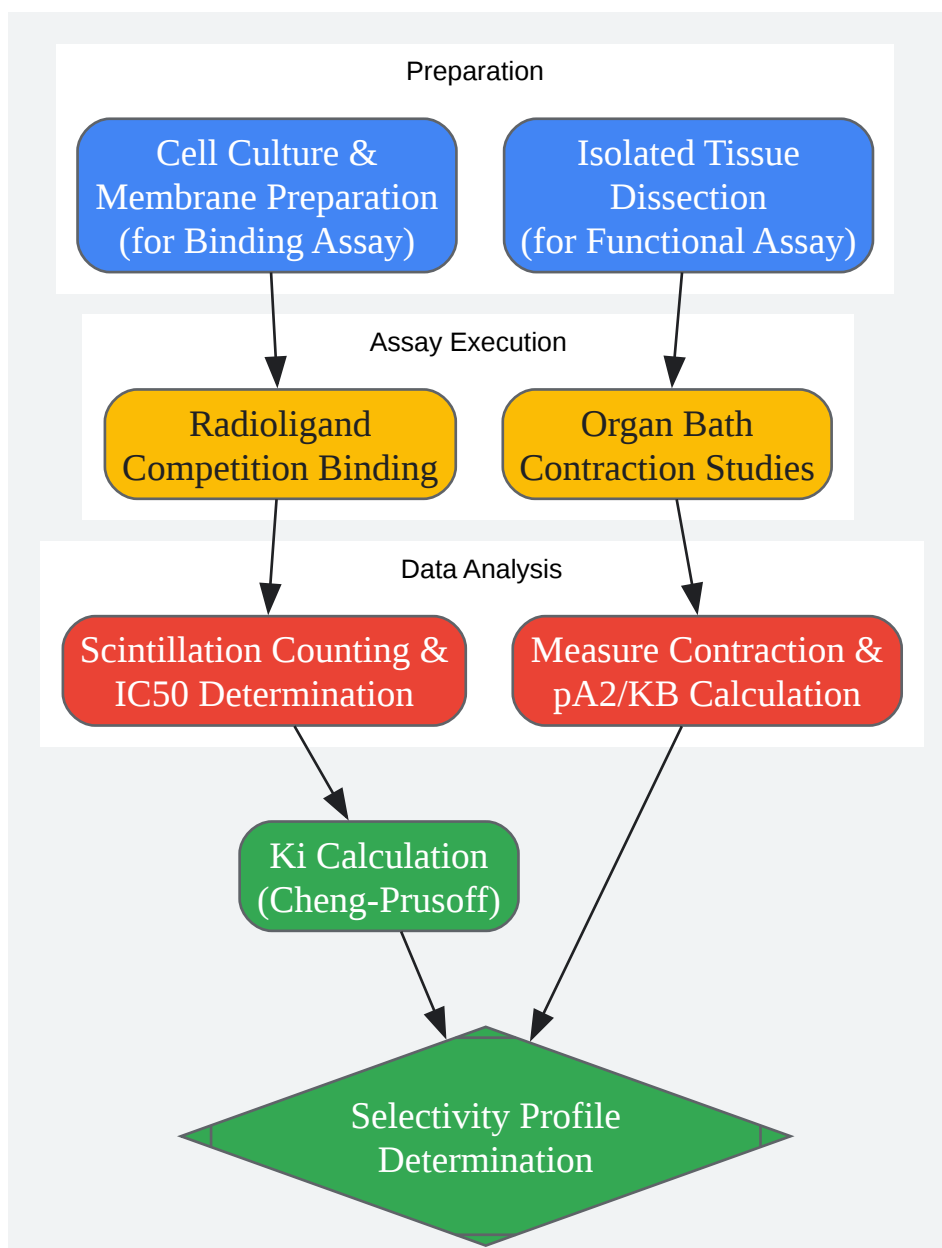 Preparation
Cell Culture &
Membrane Preparation
(for Binding Assay)
Isolated Tissue
Dissection
(for Functional Assay)
Assay Execution
Radioligand
Competition Binding
Organ Bath
Contraction Studies
Data Analysis
Scintillation Counting &
IC50 Determination
Measure Contraction &
pA2/KB Calculation
Ki Calculation
(Cheng-Prusoff)
Selectivity Profile
Determination